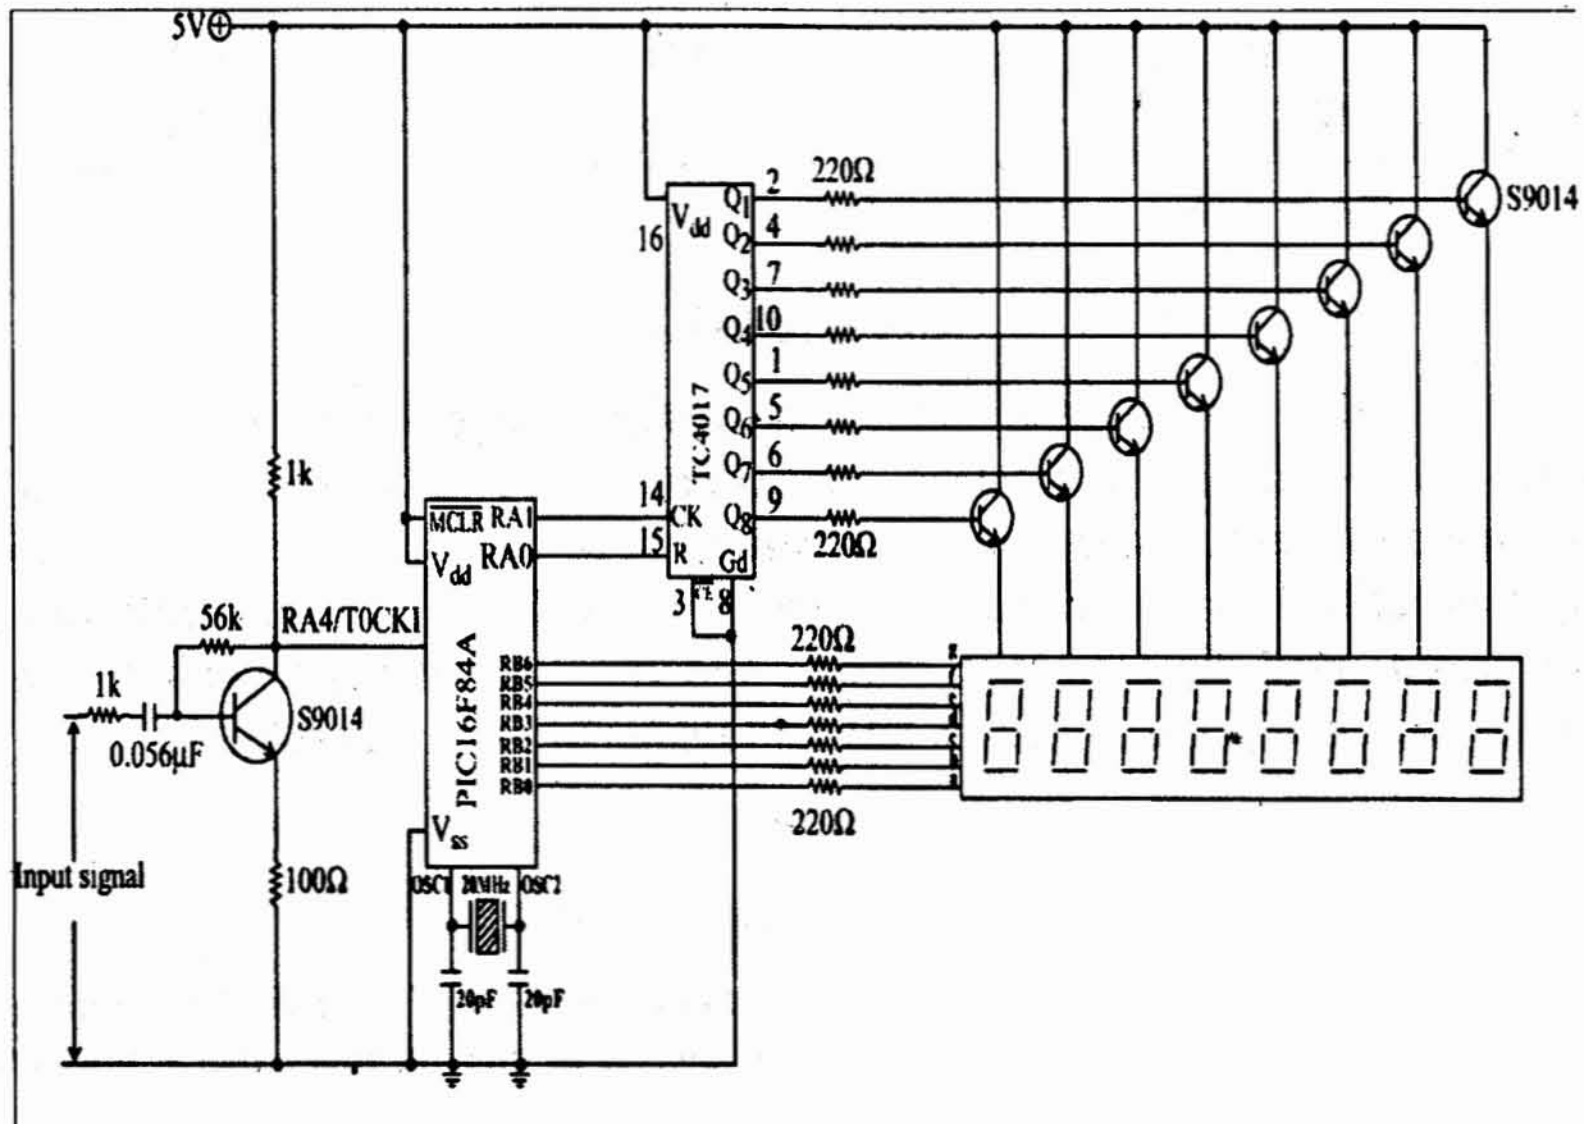 5V
220Ω
2
Q1
S9014
Vdd
16
4
Q2
7
Q3
10
Q4
1
Q5
TC4017
5
Q6
6
Q7
1k
14
CK
9
Q8
220Ω
MCLR
RA1
15
R
RA0
Gd
Vdd
3
CE
8
56k
RA4/T0CKI
220Ω
RB6
RB5
RB4
RB3
RB2
RB1
RB0
PIC16F84A
1k
S9014
0.056μF
220Ω
Vss
Input signal
100Ω
OSC1
20MHz
OSC2
20pF
20pF